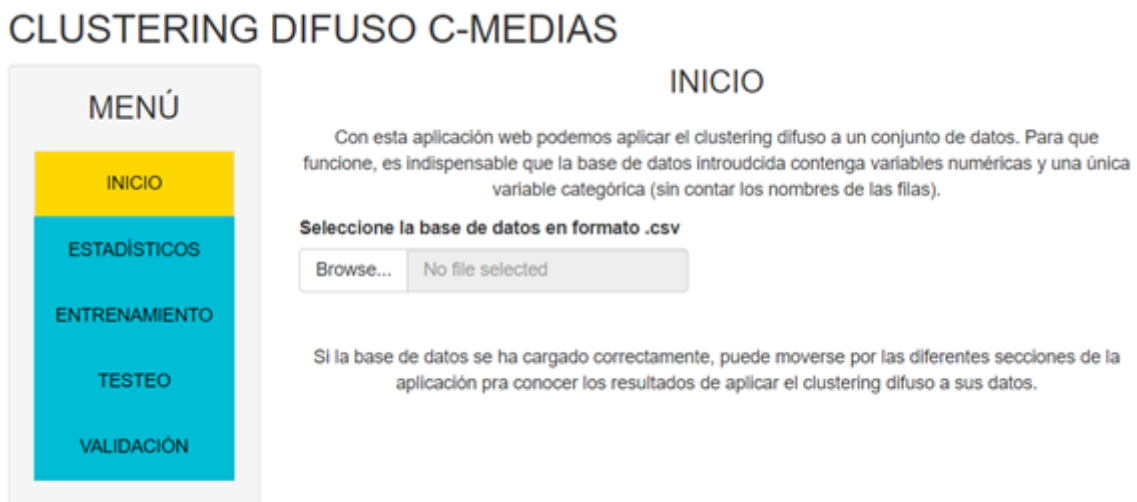 CLUSTERING DIFUSO C-MEDIAS
MENÚ
INICIO
ESTADÍSTICOS
ENTRENAMIENTO
TESTEO
VALIDACIÓN
INICIO
Con esta aplicación web podemos aplicar el clustering difuso a un conjunto de datos. Para que
funcione, es indispensable que la base de datos introudcida contenga variables numéricas y una única
variable categórica (sin contar los nombres de las filas).
Seleccione la base de datos en formato .csv
Browse... No file selected
Si la base de datos se ha cargado correctamente, puede moverse por las diferentes secciones de la
aplicación pra conocer los resultados de aplicar el clustering difuso a sus datos.